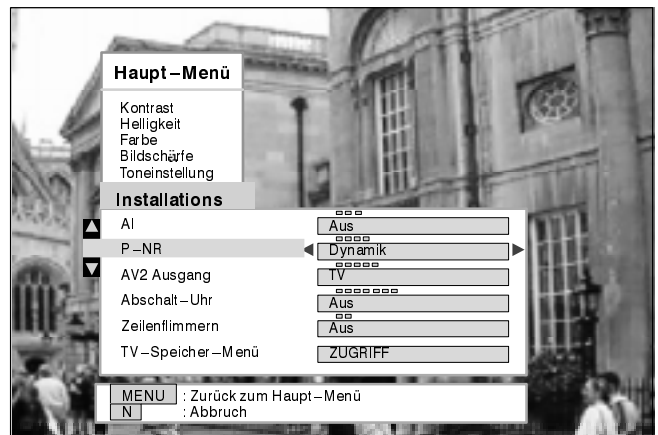 Haupt–Menü
Kontrast
Helligkeit
Farbe
Bildschärfe
Toneinstellung
Installations
AI Aus
P–NR Dynamik
AV2 Ausgang TV
Abschalt–Uhr Aus
Zeilenflimmern Aus
TV–Speicher–Menü ZUGRIFF
MENU : Zurück zum Haupt–Menü
N : Abbruch